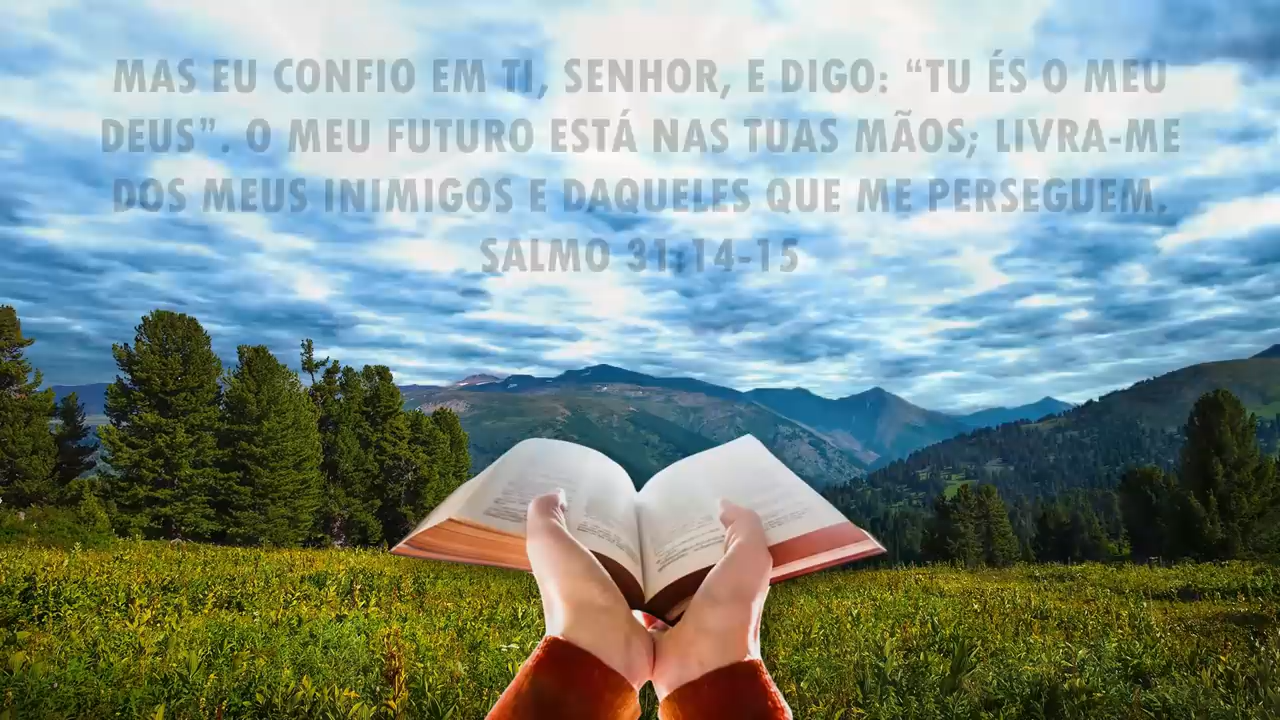 MAS EU CONFIO EM TI, SENHOR, E DIGO: “TU ÉS O MEU
DEUS”. O MEU FUTURO ESTÁ NAS TUAS MÃOS; LIVRA-ME
DOS MEUS INIMIGOS E DAQUELES QUE ME PERSEGUEM.
SALMO 31.14-15